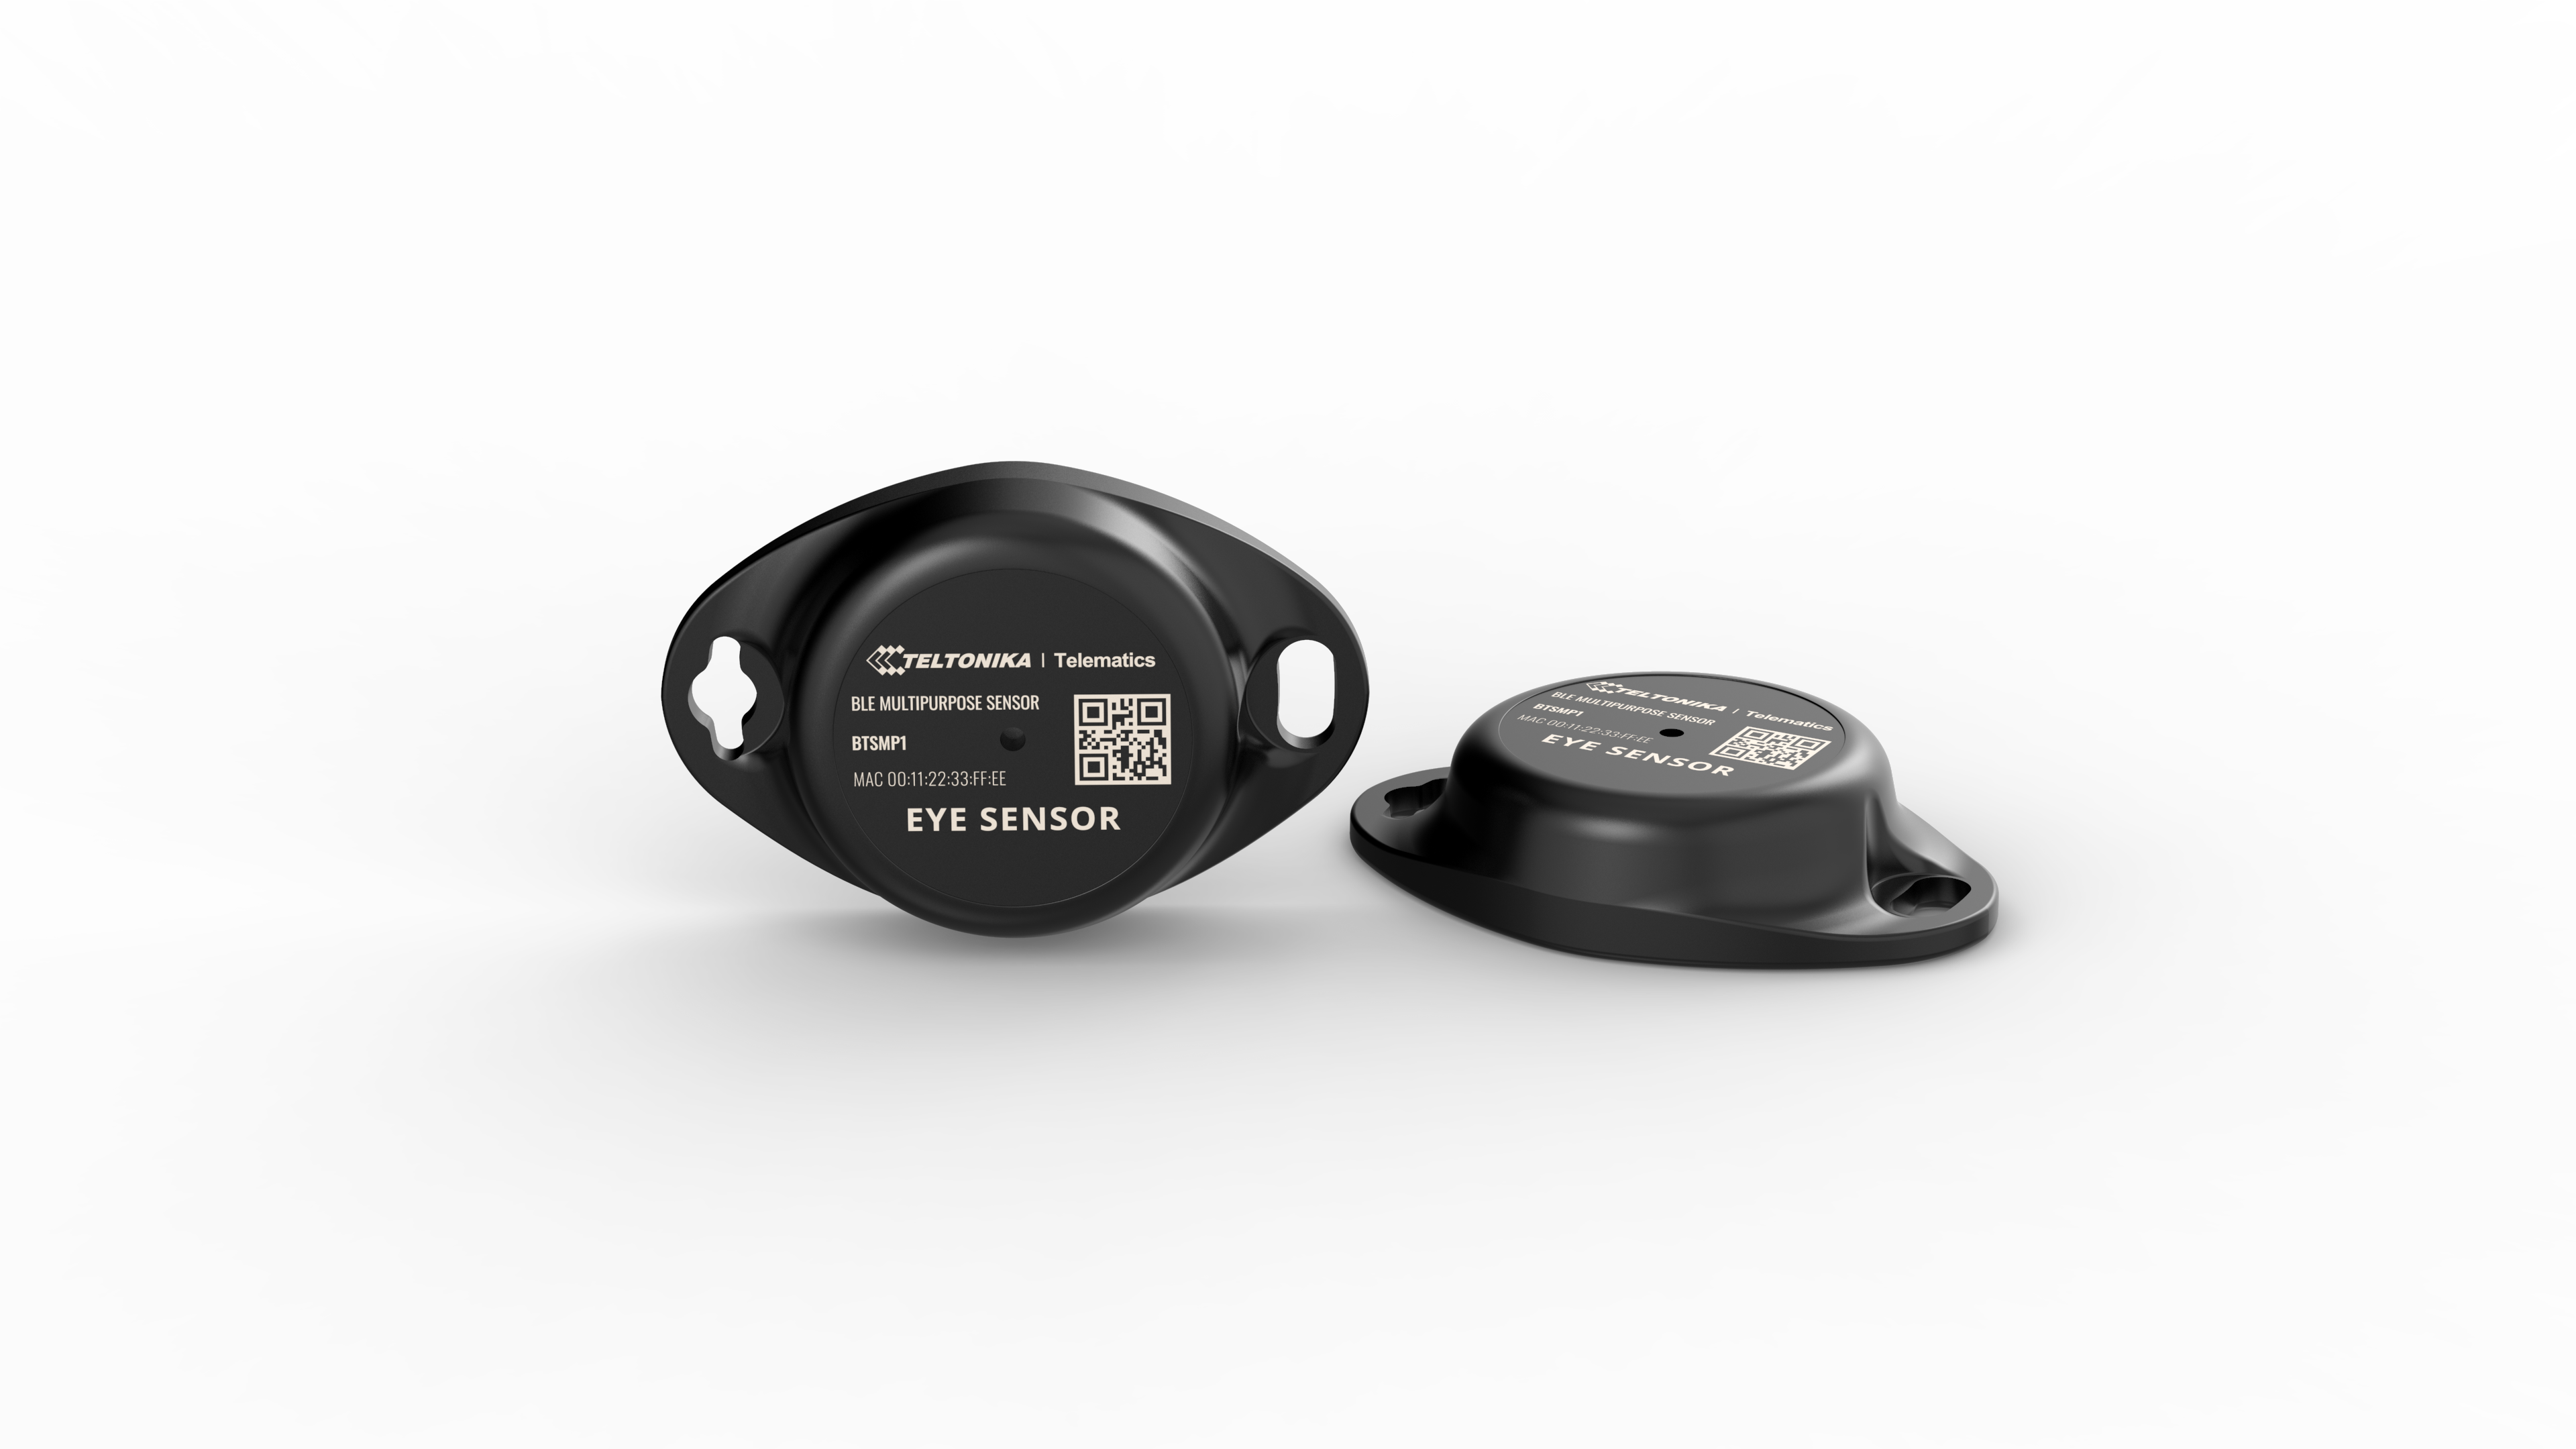 TELTONIKA | Telematics
BLE MULTIPURPOSE SENSOR
BTSMP1
MAC 00:11:22:33:FF:EE
EYE SENSOR
TELTONIKA | Telematics
BLE MULTIPURPOSE SENSOR
BTSMP1
MAC 00:11:22:33:FF:EE
EYE SENSOR